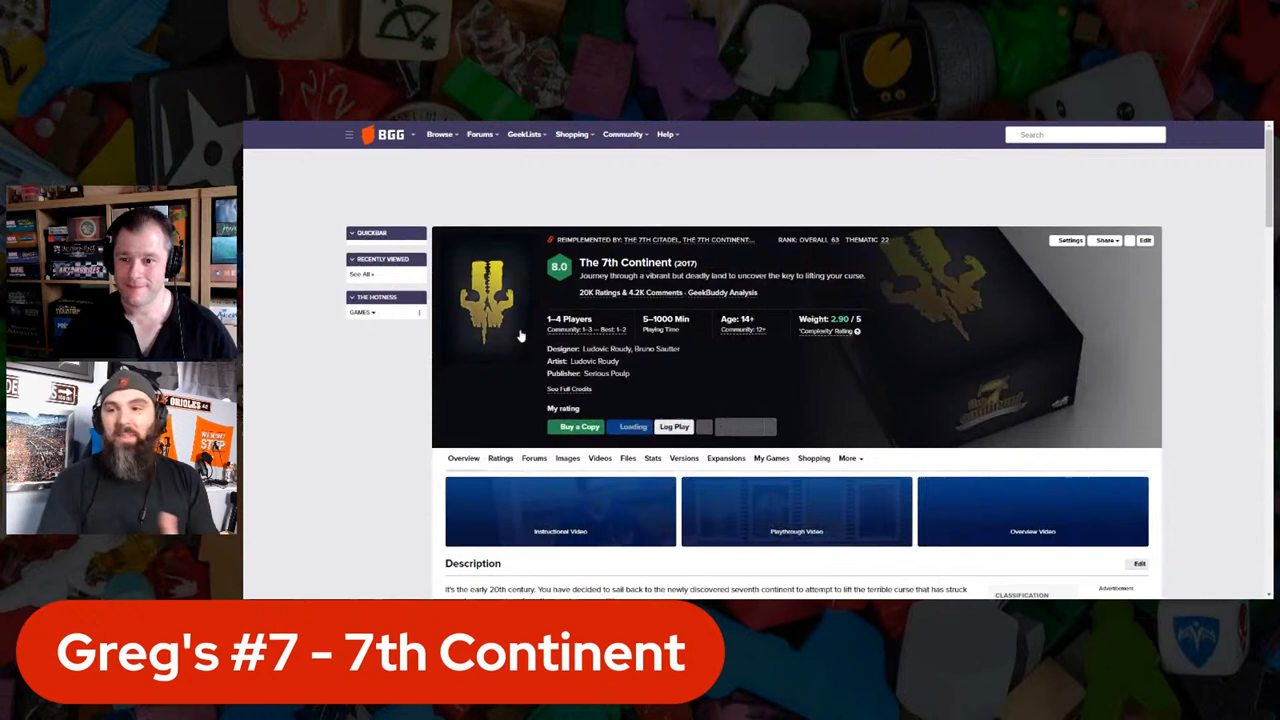 BGG
Browse
Forums
GeekLists
Shopping
Community
Help
Search
QUICKBAR
RECENTLY VIEWED
See All
THE HOTNESS
GAMES
REIMPLEMENTED BY: THE 7TH CITADEL, THE 7TH CONTINENT...
RANK: OVERALL 63 THEMATIC 22
Settings
Share
Edit
8.0
The 7th Continent (2017)
Journey through a vibrant but deadly land to uncover the key to lifting your curse.
20K Ratings & 4.2K Comments · GeekBuddy Analysis
1–4 Players
Community: 1–3 — Best: 1–2
5–1000 Min
Playing Time
Age: 14+
Community: 12+
Weight: 2.90 / 5
'Complexity' Rating
Designer: Ludovic Roudy, Bruno Sautter
Artist: Ludovic Roudy
Publisher: Serious Poulp
See Full Credits
My rating
Buy a Copy
Loading
Log Play
Overview
Ratings
Forums
Images
Videos
Files
Stats
Versions
Expansions
My Games
Shopping
More
Instructional Video
Playthrough Video
Overview Video
Description
Edit
It's the early 20th century. You have decided to sail back to the newly discovered seventh continent to attempt to lift the terrible curse that has struck
CLASSIFICATION
Advertisement
ORIOLES
WE WON'T
STOP
Greg's #7 - 7th Continent